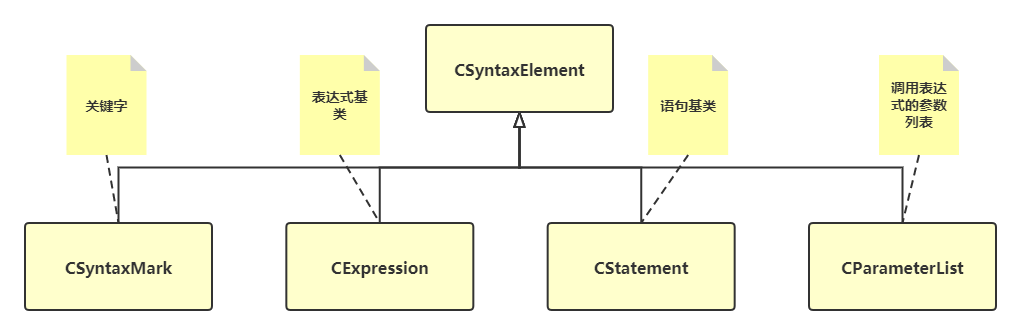 CSyntaxElement
关键字
表达式基
类
语句基类
调用表达
式的参数
列表
CSyntaxMark
CExpression
CStatement
CParameterList